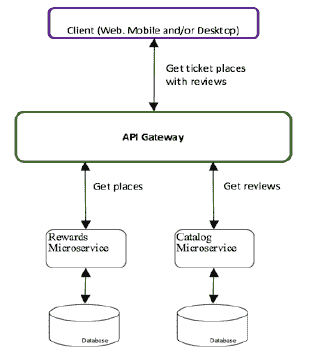 Client (Web. Mobile and/or Desktop)
Get ticket places
with reviews
API Gateway
Get places
Get reviews
Rewards
Microservice
Catalog
Microservice
Database
Database